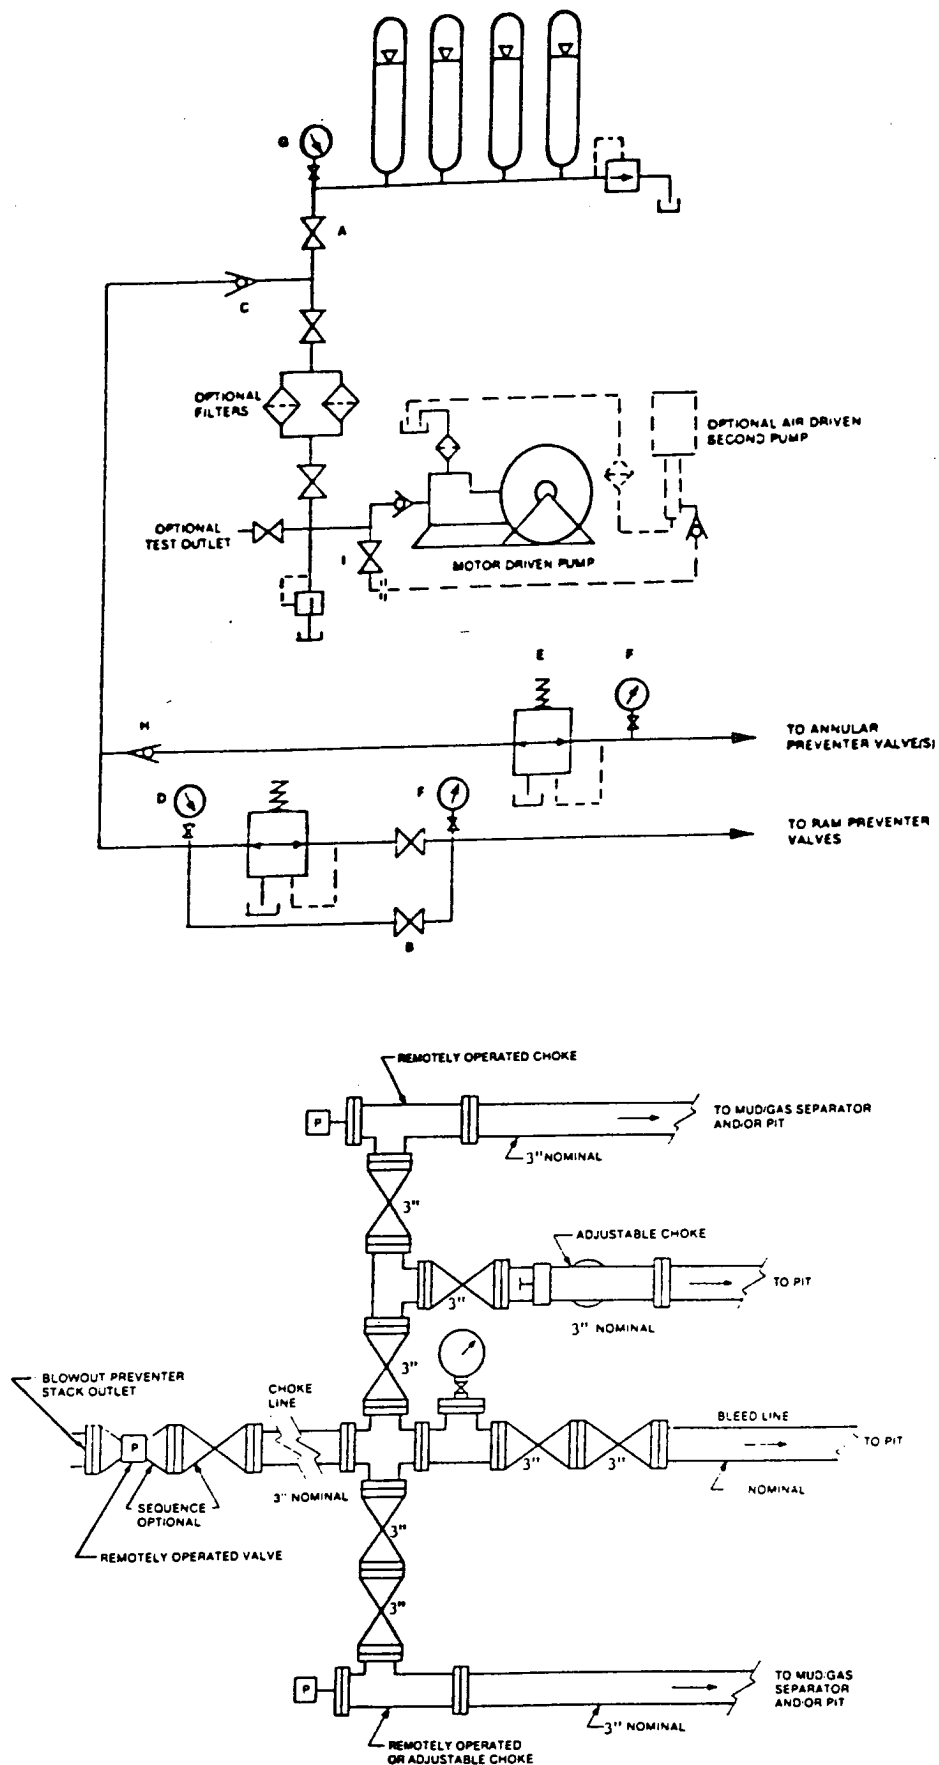 G
A
C
OPTIONAL
FILTERS
OPTIONAL AIR DRIVEN
SECOND PUMP
OPTIONAL
TEST OUTLET
I
MOTOR DRIVEN PUMP
E
F
H
TO ANNULAR
PREVENTER VALVE(S)
D
F
TO RAM PREVENTER
VALVES
B
REMOTELY OPERATED CHOKE
P
TO MUD/GAS SEPARATOR
AND/OR PIT
3" NOMINAL
3"
ADJUSTABLE CHOKE
3"
TO PIT
3" NOMINAL
3"
BLOWOUT PREVENTER
STACK OUTLET
CHOKE
LINE
BLEED LINE
P
TO PIT
3"
3"
3" NOMINAL
NOMINAL
SEQUENCE
OPTIONAL
3"
REMOTELY OPERATED VALVE
3"
P
TO MUD/GAS
SEPARATOR
AND/OR PIT
3" NOMINAL
REMOTELY OPERATED
OR ADJUSTABLE CHOKE